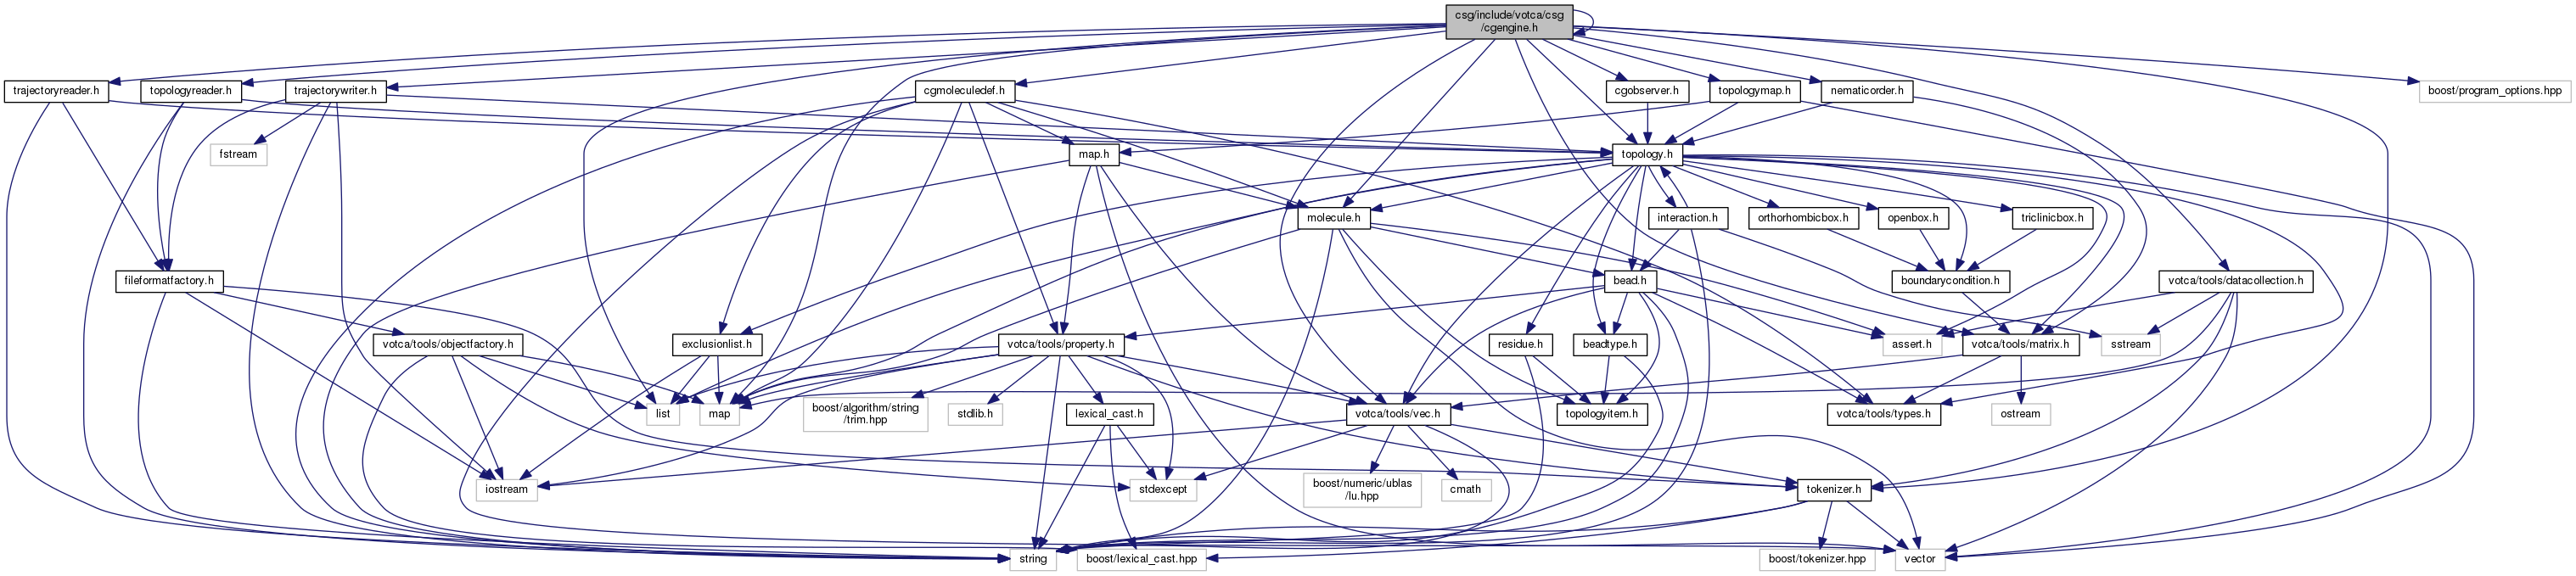 csg/include/votca/csg
/cgengine.h
trajectoryreader.h
topologyreader.h
trajectorywriter.h
cgmoleculedef.h
cgobserver.h
topologymap.h
nematicorder.h
boost/program_options.hpp
fstream
map.h
topology.h
molecule.h
interaction.h
orthorhombicbox.h
openbox.h
triclinicbox.h
fileformatfactory.h
bead.h
boundarycondition.h
votca/tools/datacollection.h
votca/tools/objectfactory.h
exclusionlist.h
votca/tools/property.h
residue.h
beadtype.h
assert.h
votca/tools/matrix.h
sstream
list
map
boost/algorithm/string
/trim.hpp
stdlib.h
lexical_cast.h
votca/tools/vec.h
topologyitem.h
votca/tools/types.h
ostream
iostream
stdexcept
boost/numeric/ublas
/lu.hpp
cmath
tokenizer.h
string
boost/lexical_cast.hpp
boost/tokenizer.hpp
vector